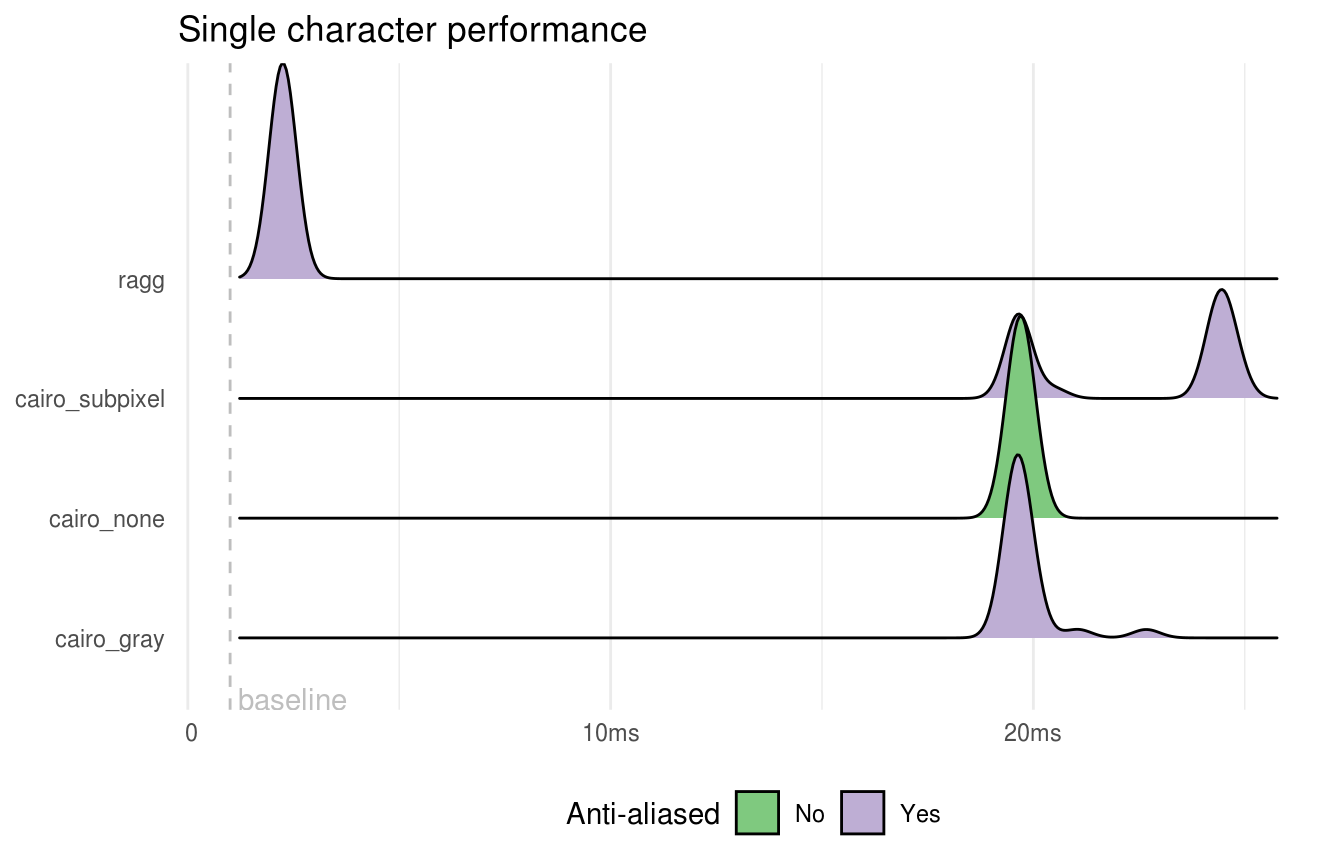 Single character performance
ragg
cairo_subpixel
cairo_none
cairo_gray
baseline
0 10ms 20ms
Anti-aliased No Yes